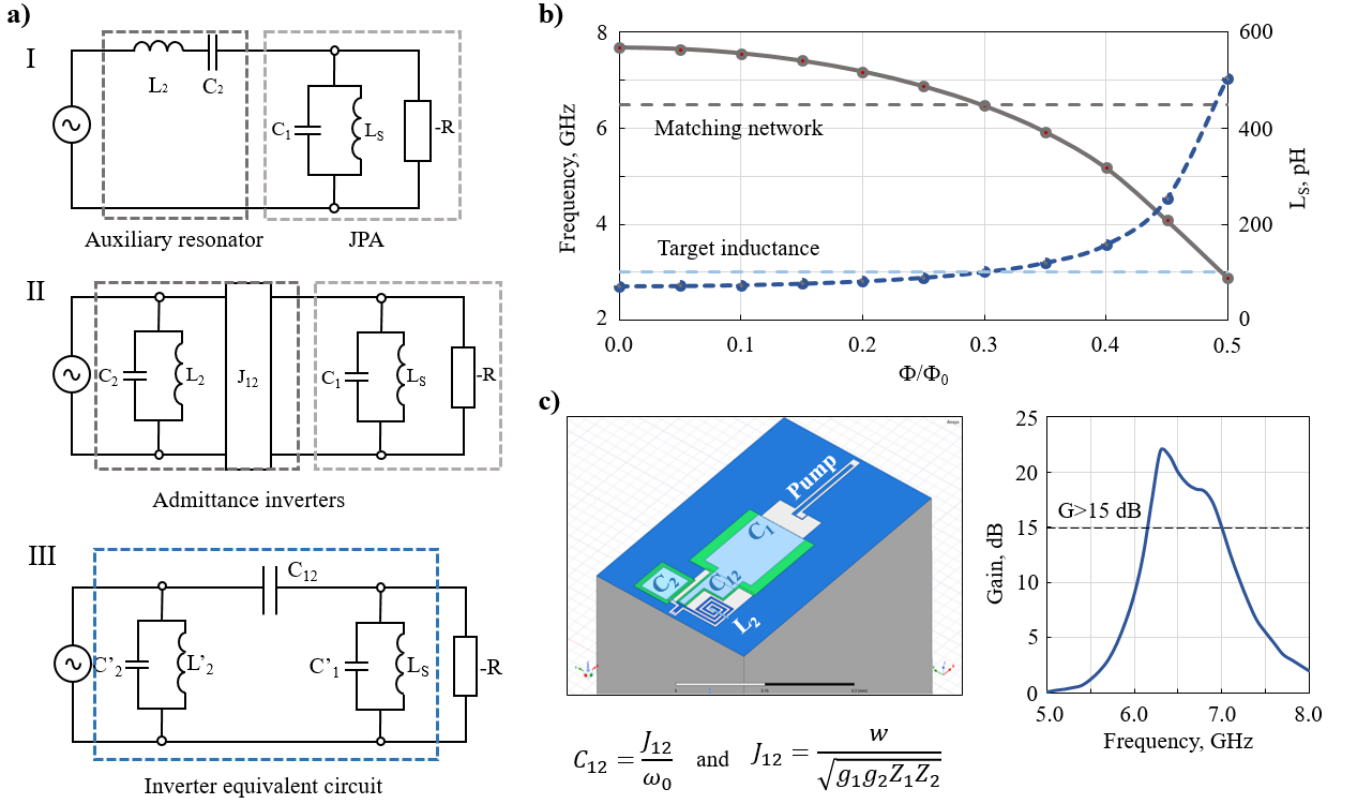 a)
I
L₂
C₂
C₁
Lₛ
-R
Auxiliary resonator
JPA
II
C₂
L₂
J₁₂
C₁
Lₛ
-R
Admittance inverters
III
C₁₂
C'₂
L'₂
C'₁
Lₛ
-R
Inverter equivalent circuit
b)
8
6
4
2
Frequency, GHz
Matching network
Target inductance
600
400
200
0
Lₛ, pH
0.0 0.1 0.2 0.3 0.4 0.5
Φ/Φ₀
c)
Pump
C₁
C₂
C₁₂
L₂
C₁₂ = J₁₂/ω₀ and J₁₂ = w/√(g₁g₂Z₁Z₂)
25
20
15
10
5
0
Gain, dB
G>15 dB
5.0 6.0 7.0 8.0
Frequency, GHz